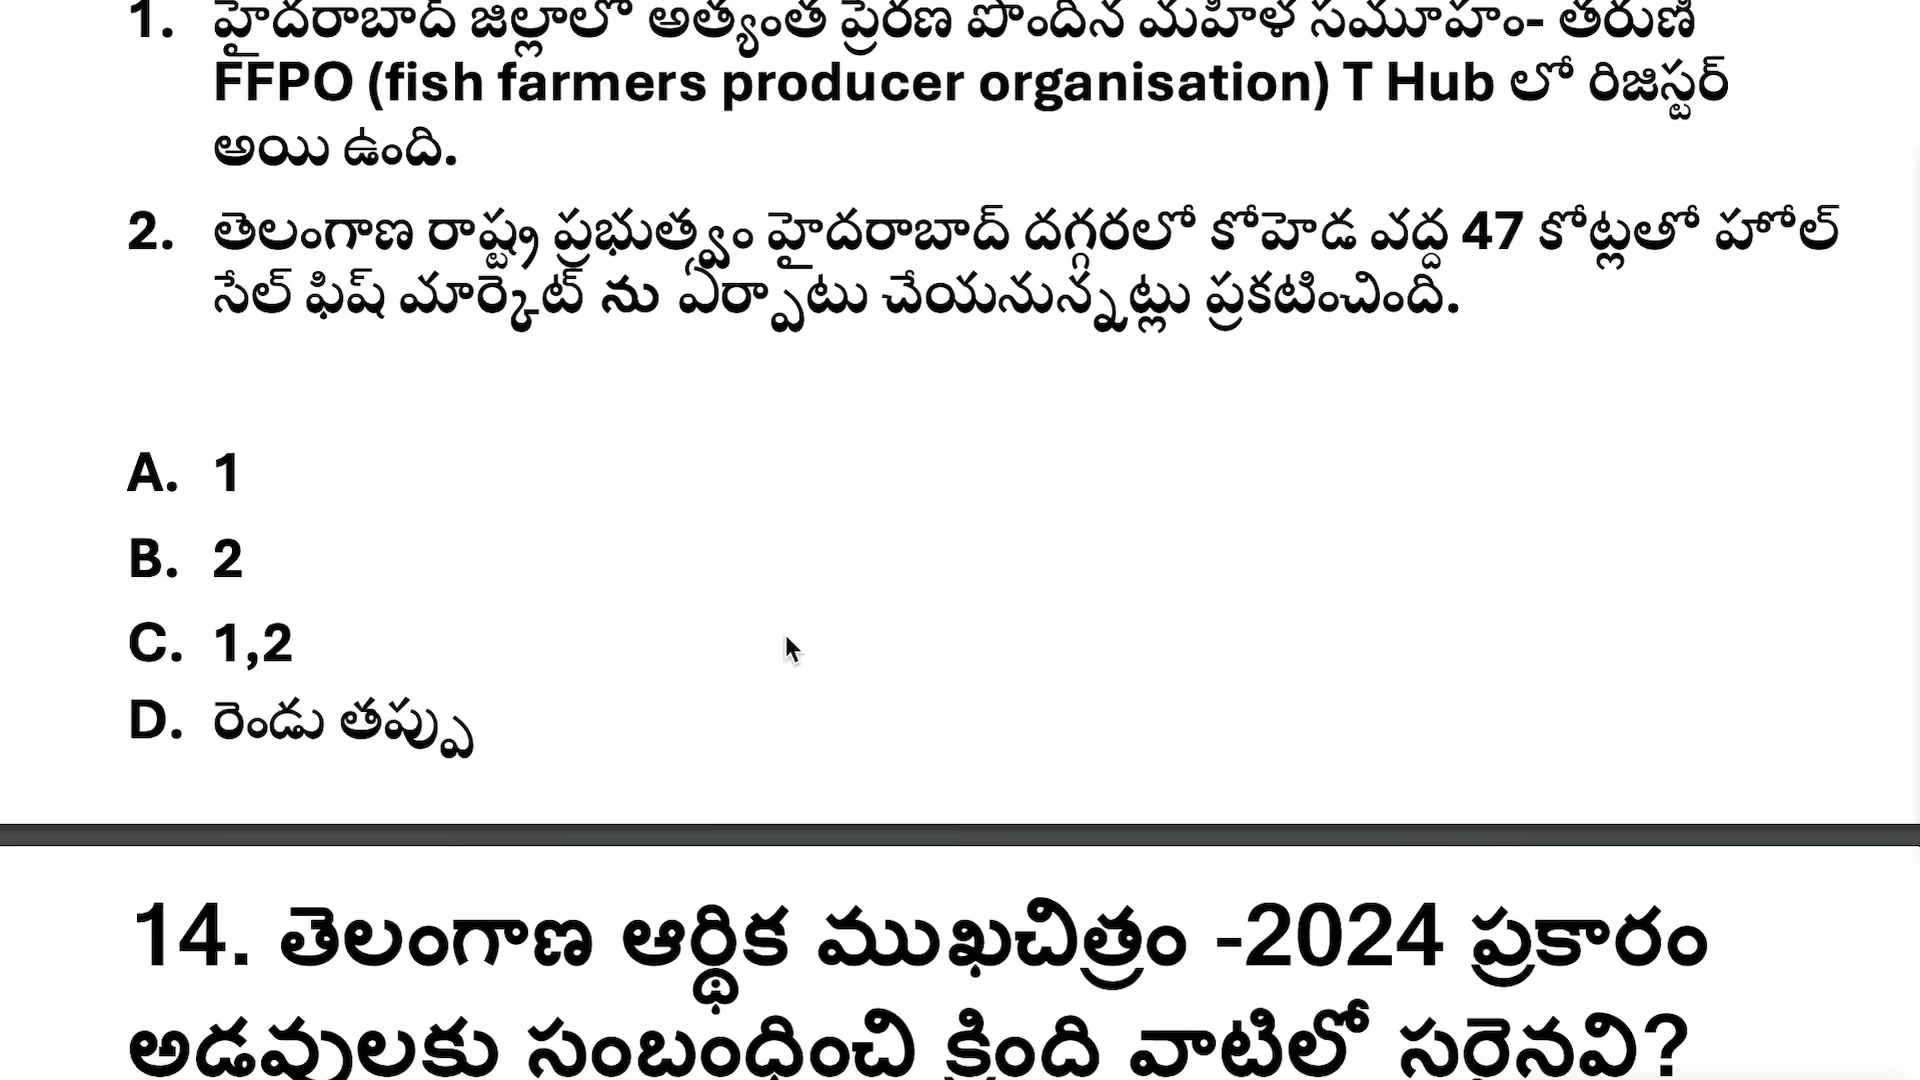 1. హైదరాబాద్ జిల్లాలో అత్యంత ప్రేరణ పొందిన మహిళ సమూహం- తరుణి
FFPO (fish farmers producer organisation) T Hub లో రిజిస్టర్
అయి ఉంది.
2. తెలంగాణ రాష్ట్ర ప్రభుత్వం హైదరాబాద్ దగ్గరలో కోహెడ వద్ద 47 కోట్లతో హోల్
సేల్ ఫిష్ మార్కెట్ ను ఏర్పాటు చేయనున్నట్లు ప్రకటించింది.
A. 1
B. 2
C. 1,2
D. రెండు తప్పు
14. తెలంగాణ ఆర్థిక ముఖచిత్రం -2024 ప్రకారం
అడవులకు సంబంధించి క్రింది వాటిలో సరైనవి?